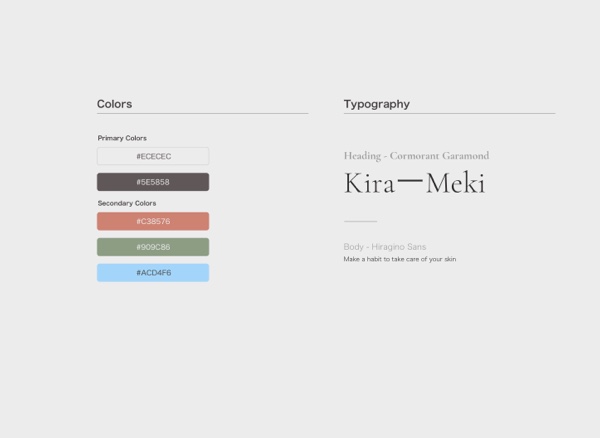 Colors
Primary Colors
#ECECEC
#5E5858
Secondary Colors
#C38576
#909C86
#ACD4F6
Typography
Heading - Cormorant Garamond
Kira—Meki
Body - Hiragino Sans
Make a habit to take care of your skin